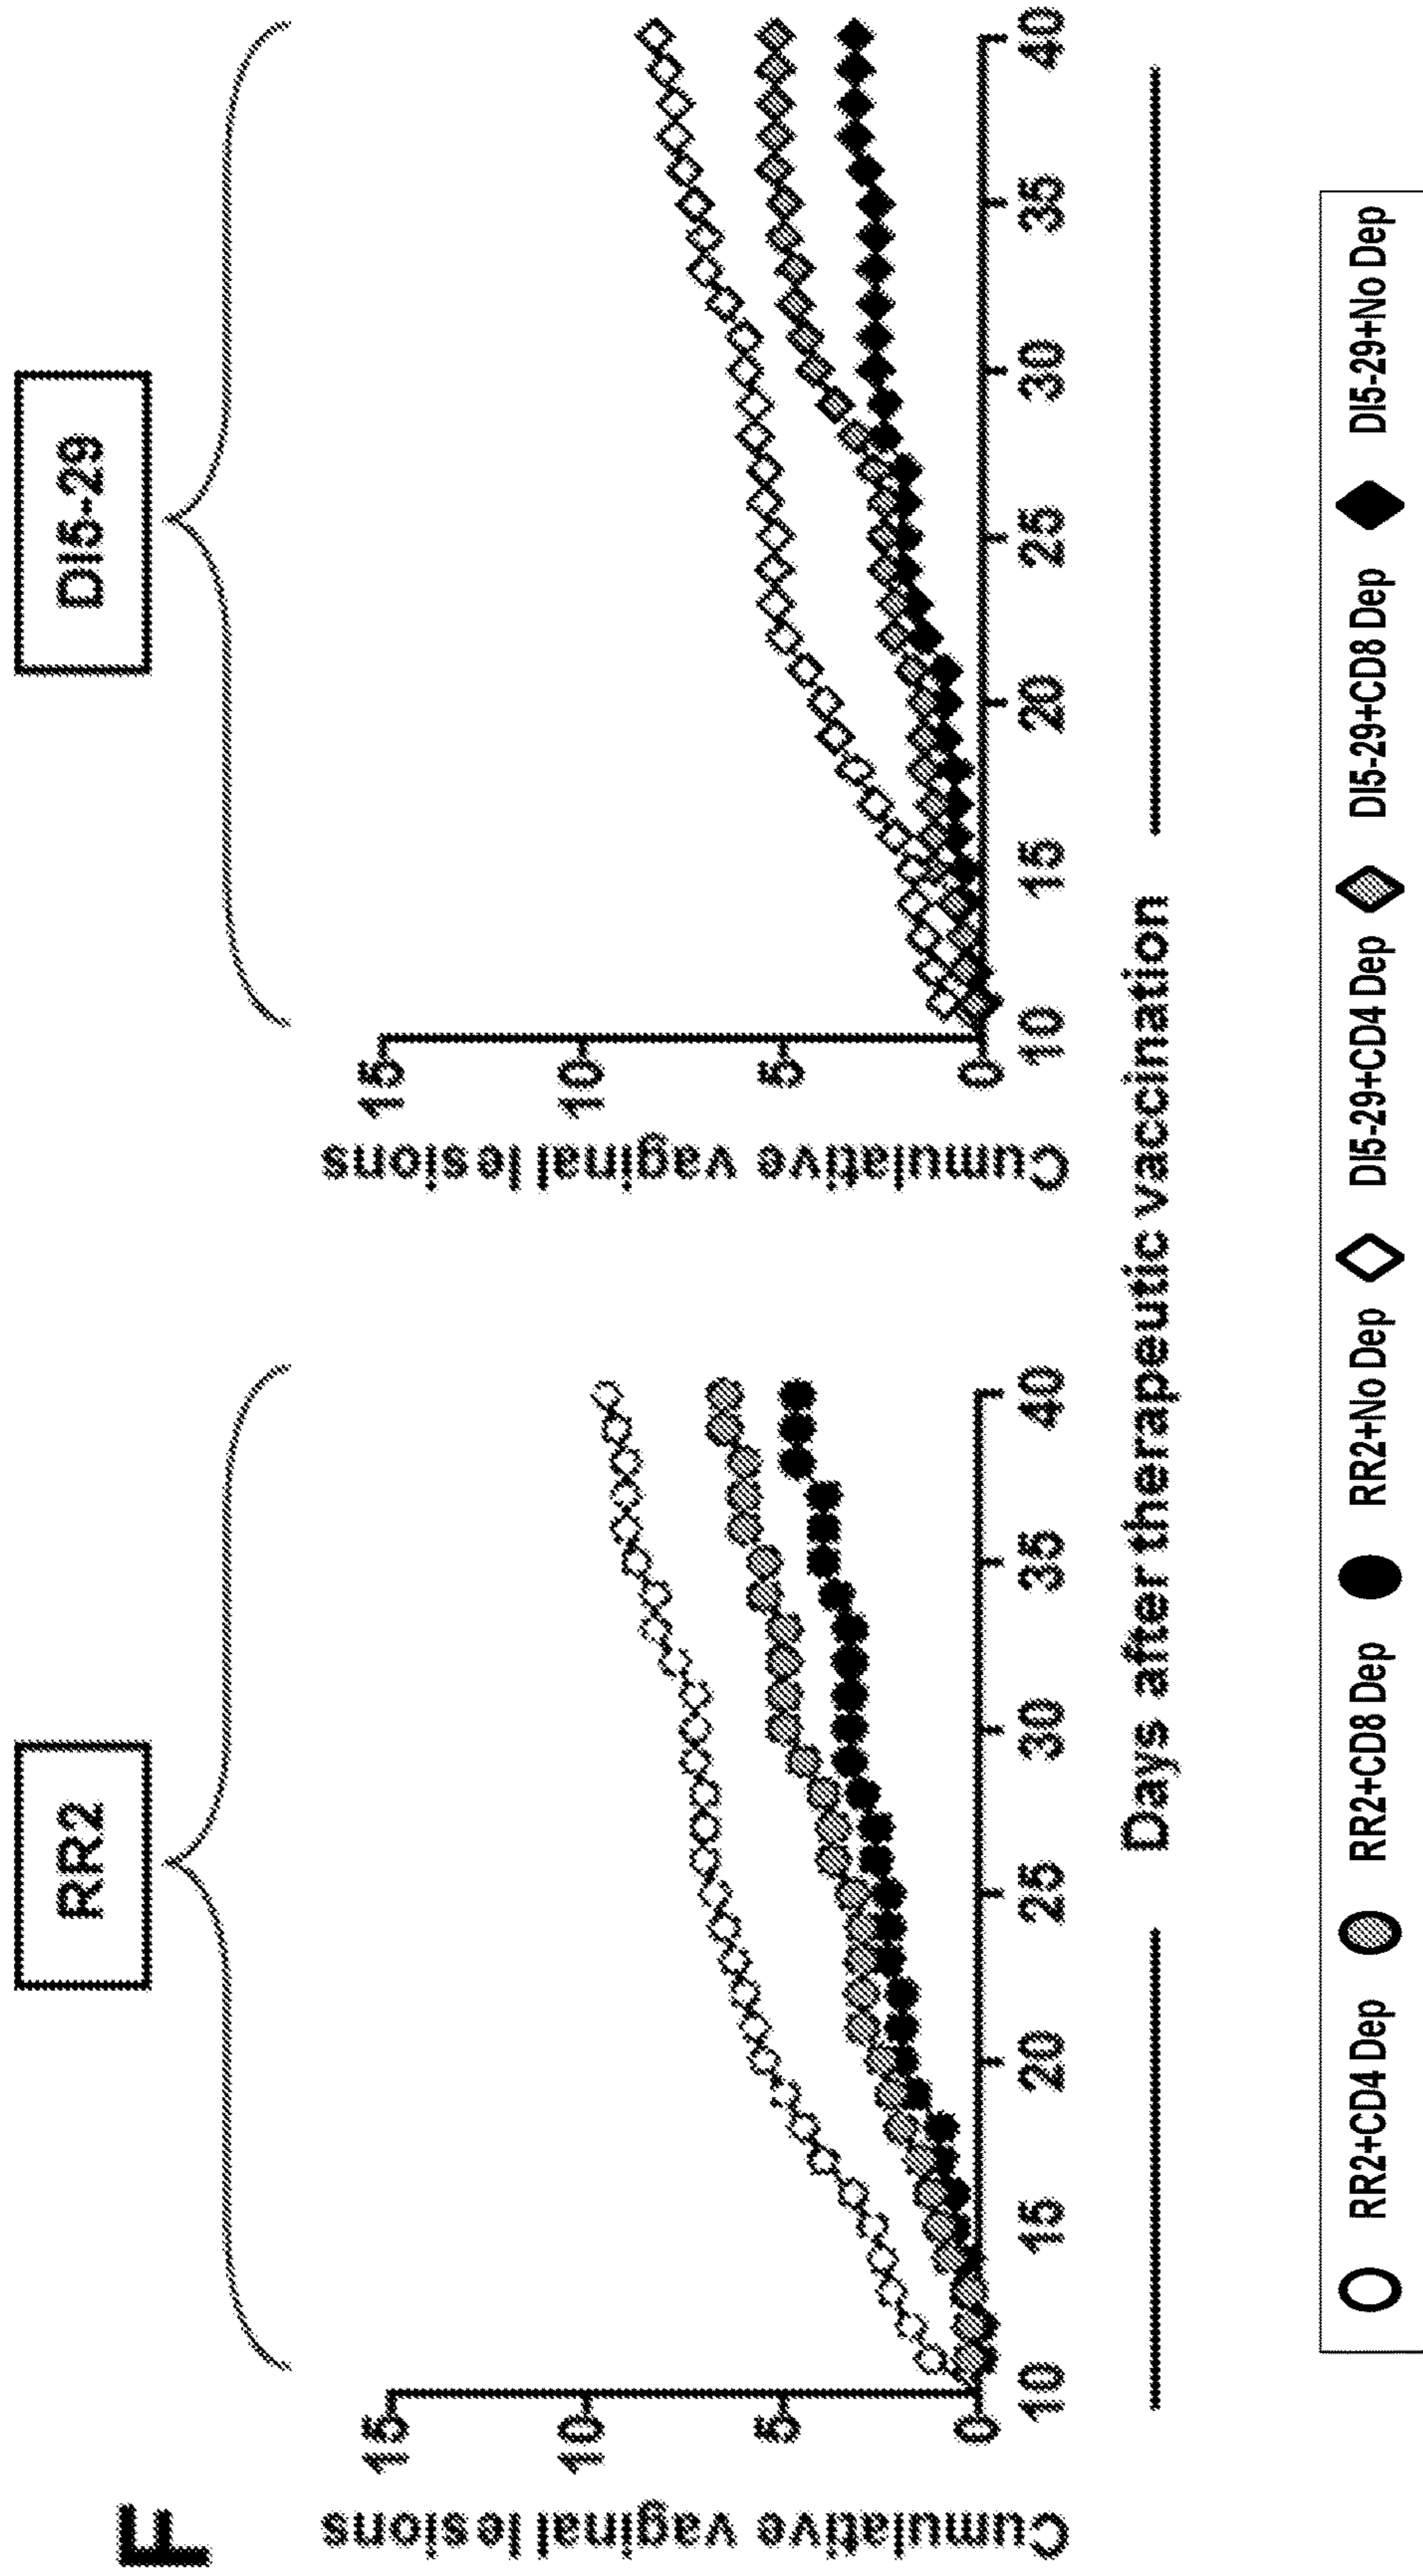 F
RR2
DI5-29
Cumulative vaginal lesions
15
10
5
0
10 15 20 25 30 35 40
Cumulative vaginal lesions
15
10
5
0
10 15 20 25 30 35 40
Days after therapeutic vaccination
RR2+CD4 Dep RR2+CD8 Dep RR2+No Dep DI5-29+CD4 Dep DI5-29+CD8 Dep DI5-29+No Dep